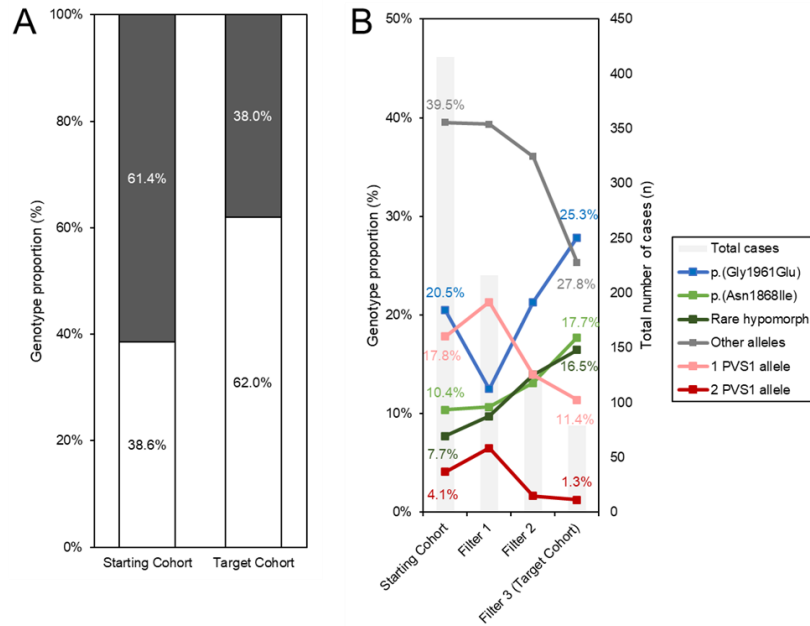 A
100%
80%
60%
40%
20%
0%
Genotype proportion (%)
61.4%
38.6%
38.0%
62.0%
Starting Cohort
Target Cohort
B
50%
40%
30%
20%
10%
0%
Genotype proportion (%)
39.5%
20.5%
17.8%
10.4%
7.7%
4.1%
25.3%
27.8%
17.7%
16.5%
11.4%
1.3%
450
400
350
300
250
200
150
100
50
0
Total number of cases (n)
Starting Cohort
Filter 1
Filter 2
Filter 3 (Target Cohort)
Total cases
p.(Gly1961Glu)
p.(Asn1868Ile)
Rare hypomorph
Other alleles
1 PVS1 allele
2 PVS1 allele